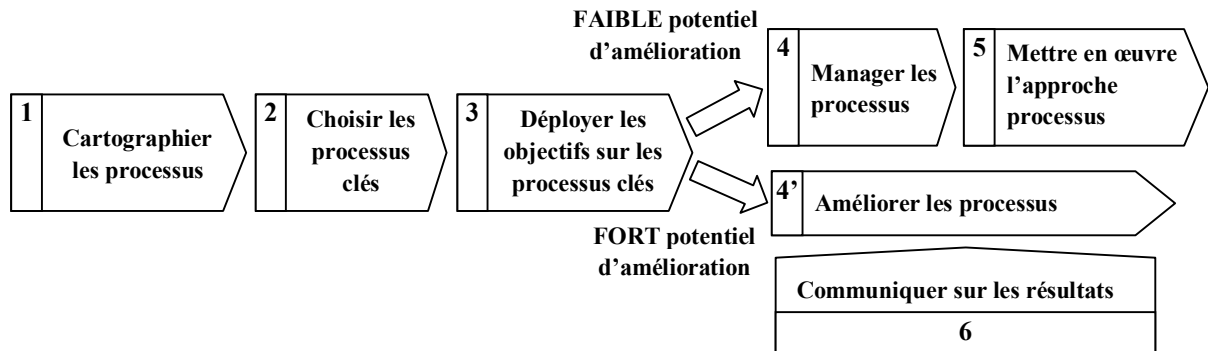 1
Cartographier
les processus
2
Choisir les
processus
clés
3
Déployer les
objectifs sur les
processus clés
FAIBLE potentiel
d’amélioration
4
Manager les
processus
5
Mettre en œuvre
l’approche
processus
FORT potentiel
d’amélioration
4’
Améliorer les processus
Communiquer sur les résultats
6